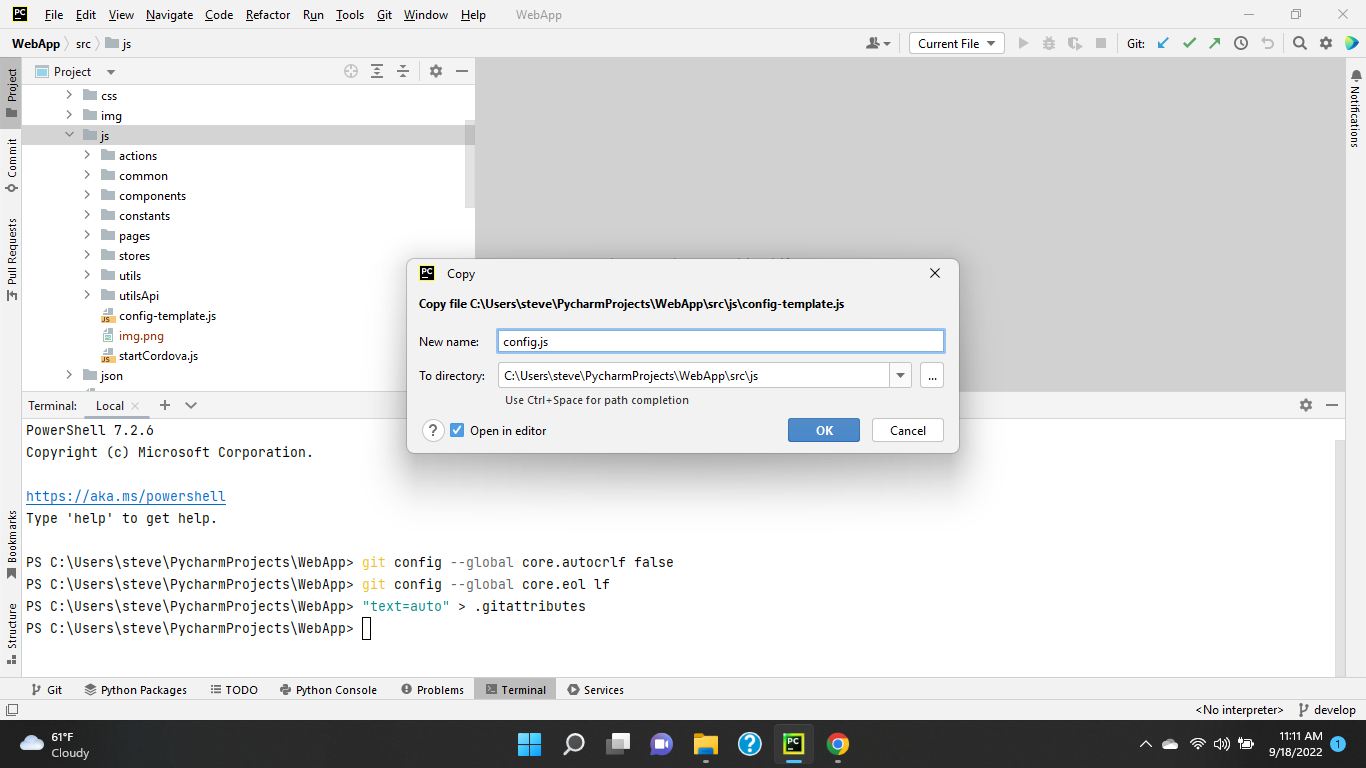 PC File Edit View Navigate Code Refactor Run Tools Git Window Help WebApp
WebApp src js Current File Git:
Project
Project
css
img
js
actions
common
components
constants
pages
stores
utils
utilsApi
JS config-template.js
img.png
JS startCordova.js
json
Commit
Pull Requests
Bookmarks
Structure
Notifications
PC Copy
Copy file C:\Users\steve\PycharmProjects\WebApp\src\js\config-template.js
New name: config.js
To directory: C:\Users\steve\PycharmProjects\WebApp\src\js ...
Use Ctrl+Space for path completion
? Open in editor OK Cancel
Terminal: Local
PowerShell 7.2.6
Copyright (c) Microsoft Corporation.
https://aka.ms/powershell
Type 'help' to get help.
PS C:\Users\steve\PycharmProjects\WebApp> git config --global core.autocrlf false
PS C:\Users\steve\PycharmProjects\WebApp> git config --global core.eol lf
PS C:\Users\steve\PycharmProjects\WebApp> "text=auto" > .gitattributes
PS C:\Users\steve\PycharmProjects\WebApp>
Git Python Packages TODO Python Console Problems Terminal Services
<No interpreter> develop
61°F
Cloudy
?
PC
11:11 AM
9/18/2022
1